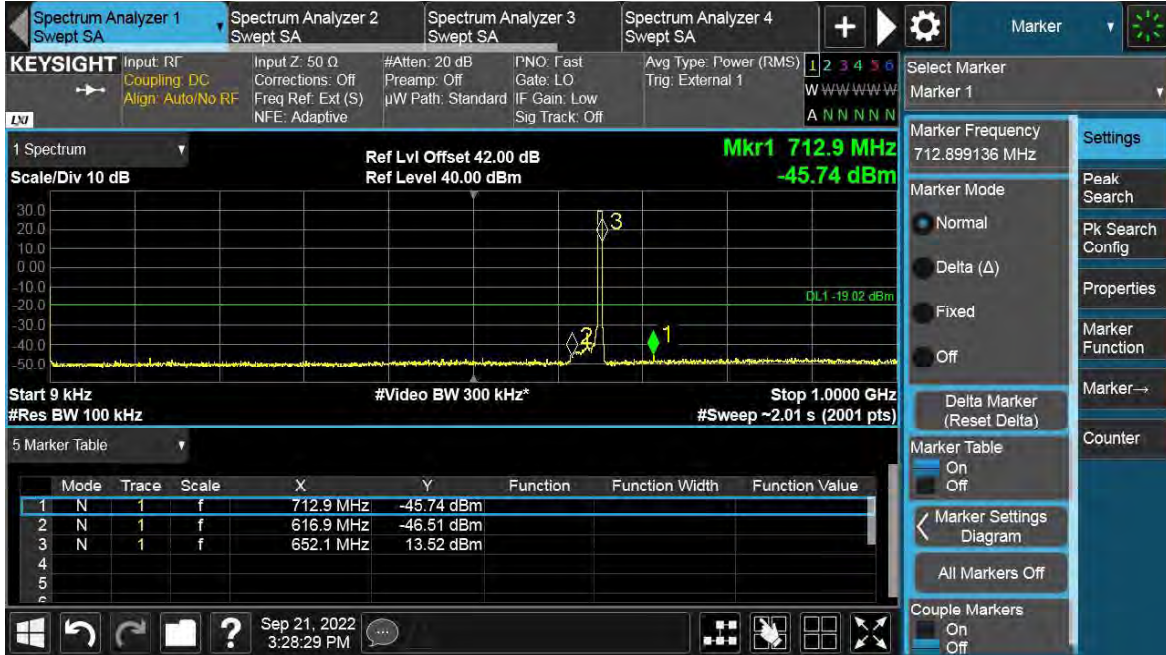 Spectrum Analyzer 1
Swept SA
Spectrum Analyzer 2
Swept SA
Spectrum Analyzer 3
Swept SA
Spectrum Analyzer 4
Swept SA
+
Marker
KEYSIGHT
LXI
Input: RF
Coupling: DC
Align: Auto/No RF
Input Z: 50 Ω
Corrections: Off
Freq Ref: Ext (S)
NFE: Adaptive
#Atten: 20 dB
Preamp: Off
µW Path: Standard
PNO: Fast
Gate: LO
IF Gain: Low
Sig Track: Off
Avg Type: Power (RMS)
Trig: External 1
1 2 3 4 5 6
W W W W W W
A N N N N N
Select Marker
Marker 1
1 Spectrum
Scale/Div 10 dB
Ref Lvl Offset 42.00 dB
Ref Level 40.00 dBm
Mkr1 712.9 MHz
-45.74 dBm
30.0
20.0
10.0
0.00
-10.0
-20.0
-30.0
-40.0
-50.0
3
DL1 -19.02 dBm
2
1
Start 9 kHz
#Video BW 300 kHz*
Stop 1.0000 GHz
#Res BW 100 kHz
#Sweep ~2.01 s (2001 pts)
5 Marker Table
Mode Trace Scale X Y Function Function Width Function Value
1 N 1 f 712.9 MHz -45.74 dBm
2 N 1 f 616.9 MHz -46.51 dBm
3 N 1 f 652.1 MHz 13.52 dBm
4
5
6
Marker Frequency
712.899136 MHz
Marker Mode
Normal
Delta (Δ)
Fixed
Off
Delta Marker
(Reset Delta)
Marker Table
On
Off
Marker Settings
Diagram
All Markers Off
Couple Markers
On
Off
Settings
Peak
Search
Pk Search
Config
Properties
Marker
Function
Marker→
Counter
?
Sep 21, 2022
3:28:29 PM